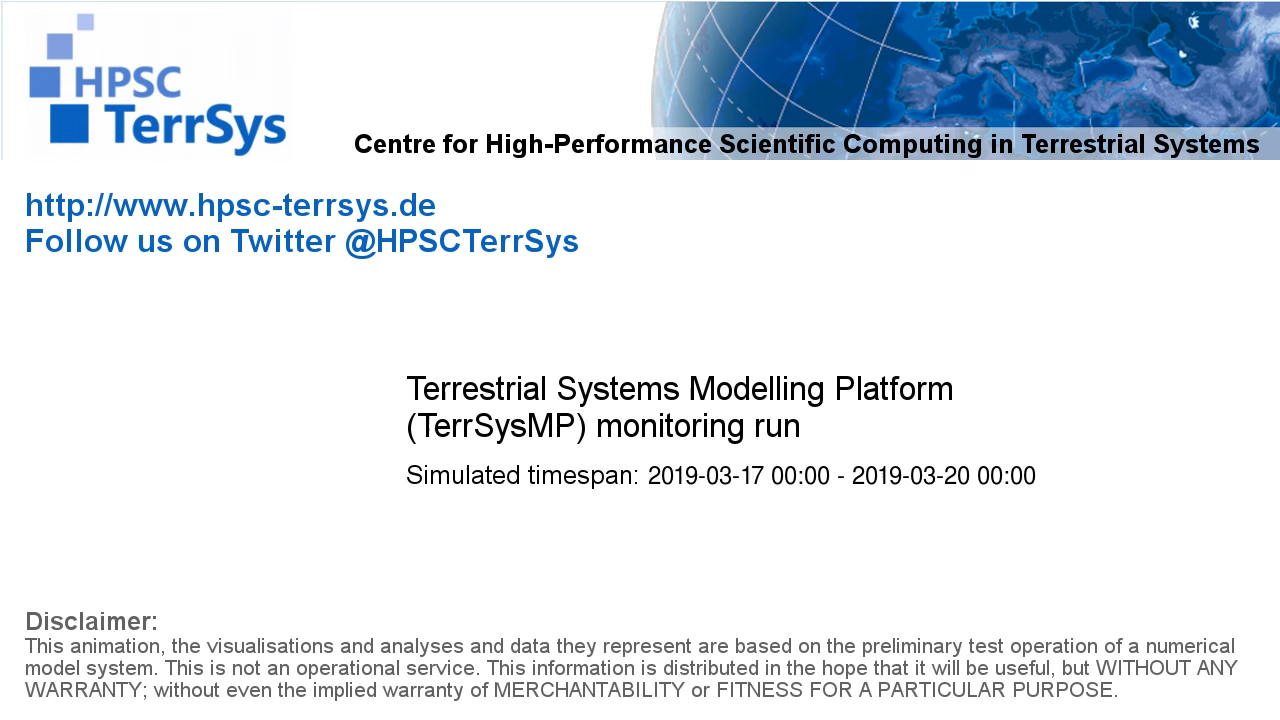 HPSC
TerrSys
Centre for High-Performance Scientific Computing in Terrestrial Systems
http://www.hpsc-terrsys.de
Follow us on Twitter @HPSCTerrSys
Terrestrial Systems Modelling Platform
(TerrSysMP) monitoring run
Simulated timespan: 2019-03-17 00:00 - 2019-03-20 00:00
Disclaimer:
This animation, the visualisations and analyses and data they represent are based on the preliminary test operation of a numerical
model system. This is not an operational service. This information is distributed in the hope that it will be useful, but WITHOUT ANY
WARRANTY; without even the implied warranty of MERCHANTABILITY or FITNESS FOR A PARTICULAR PURPOSE.